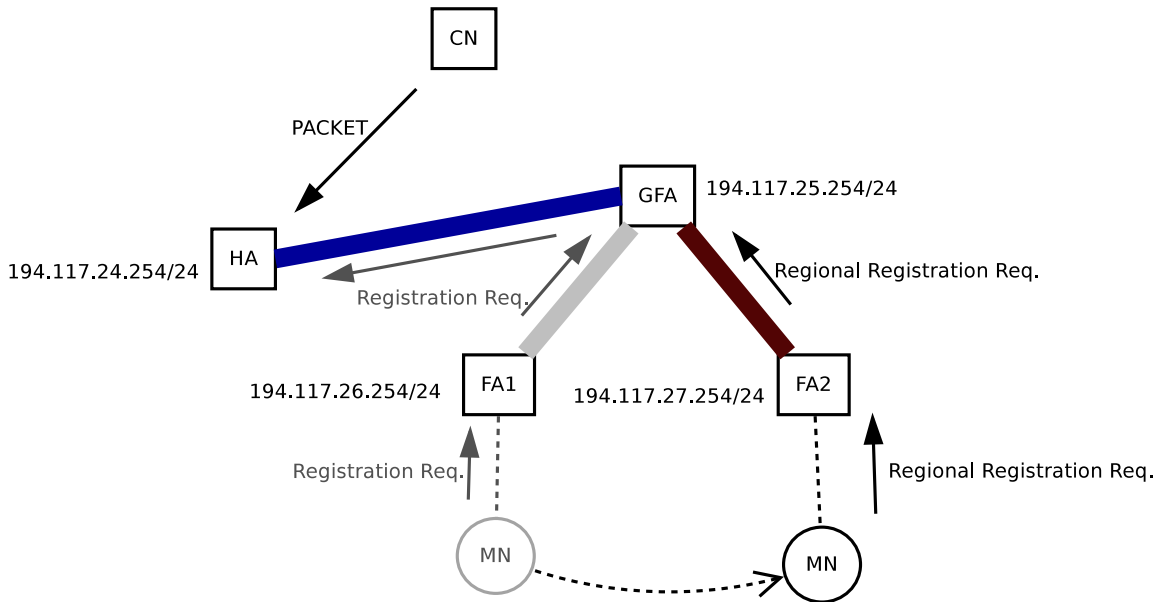 CN
PACKET
GFA
194.117.25.254/24
HA
194.117.24.254/24
Registration Req.
Regional Registration Req.
FA1
194.117.26.254/24
FA2
194.117.27.254/24
Registration Req.
Regional Registration Req.
MN
MN